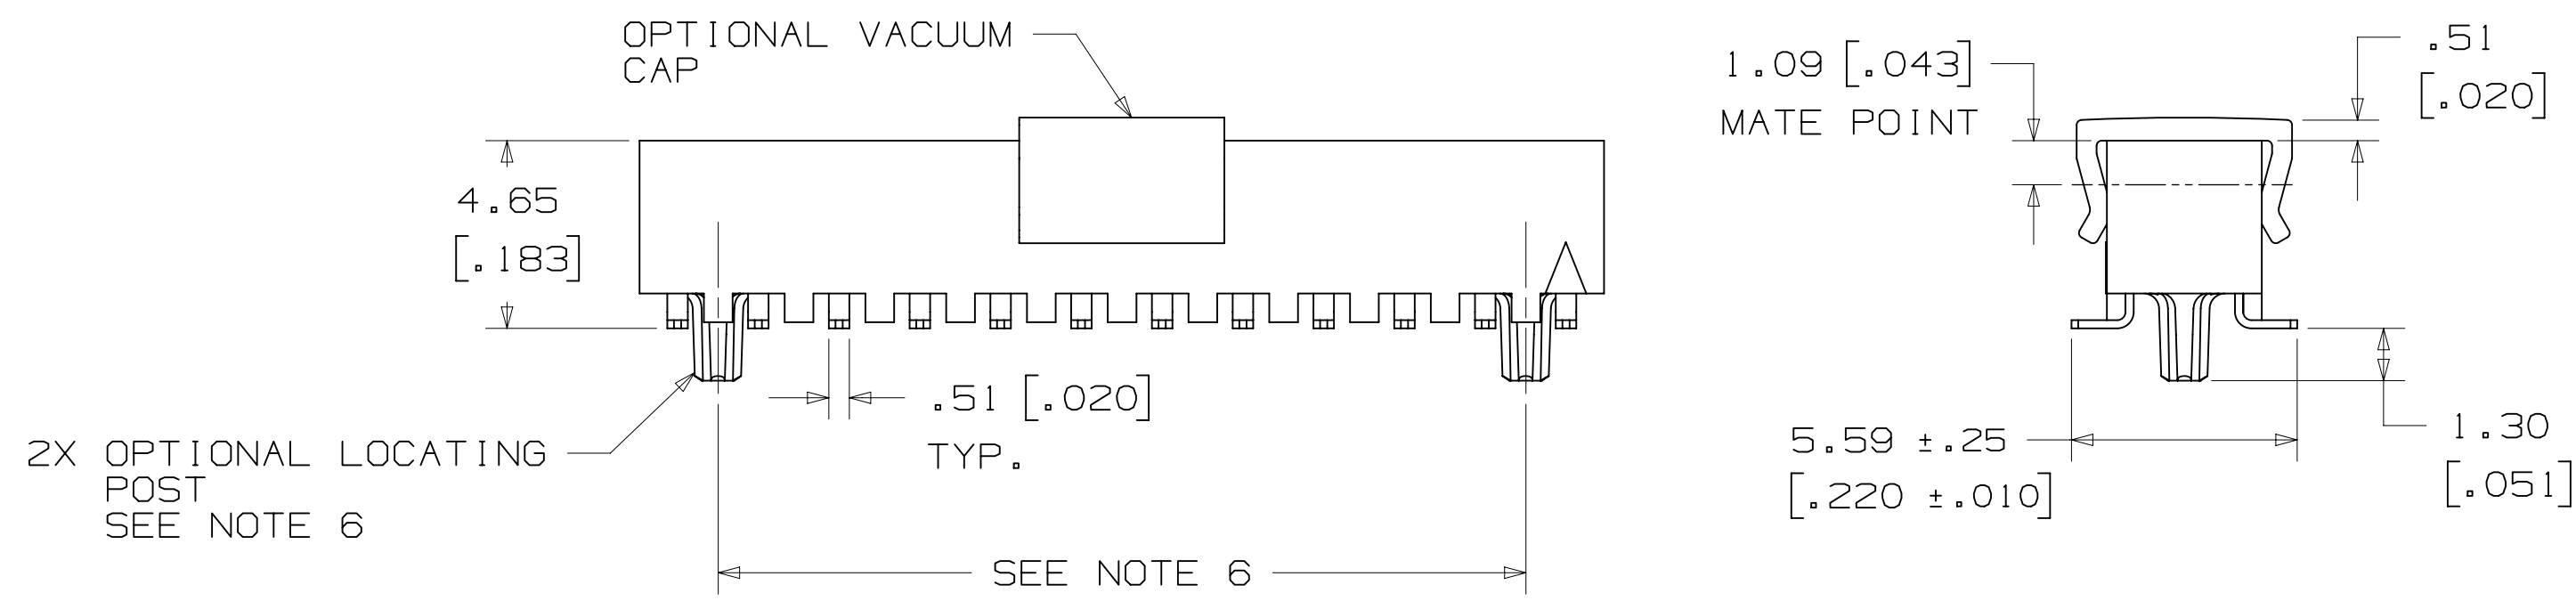 OPTIONAL VACUUM
CAP
4.65
[.183]
2X OPTIONAL LOCATING
POST
SEE NOTE 6
.51 [.020]
TYP.
SEE NOTE 6
1.09 [.043]
MATE POINT
.51
[.020]
5.59 ±.25
[.220 ±.010]
1.30
[.051]